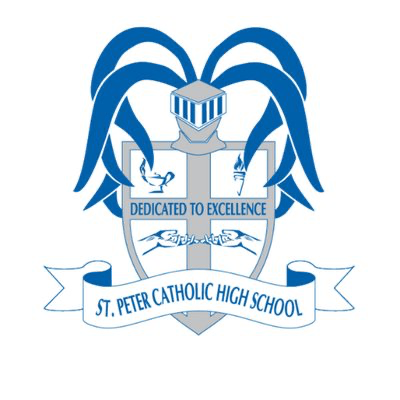 DEDICATED TO EXCELLENCE
ST. PETER CATHOLIC HIGH SCHOOL